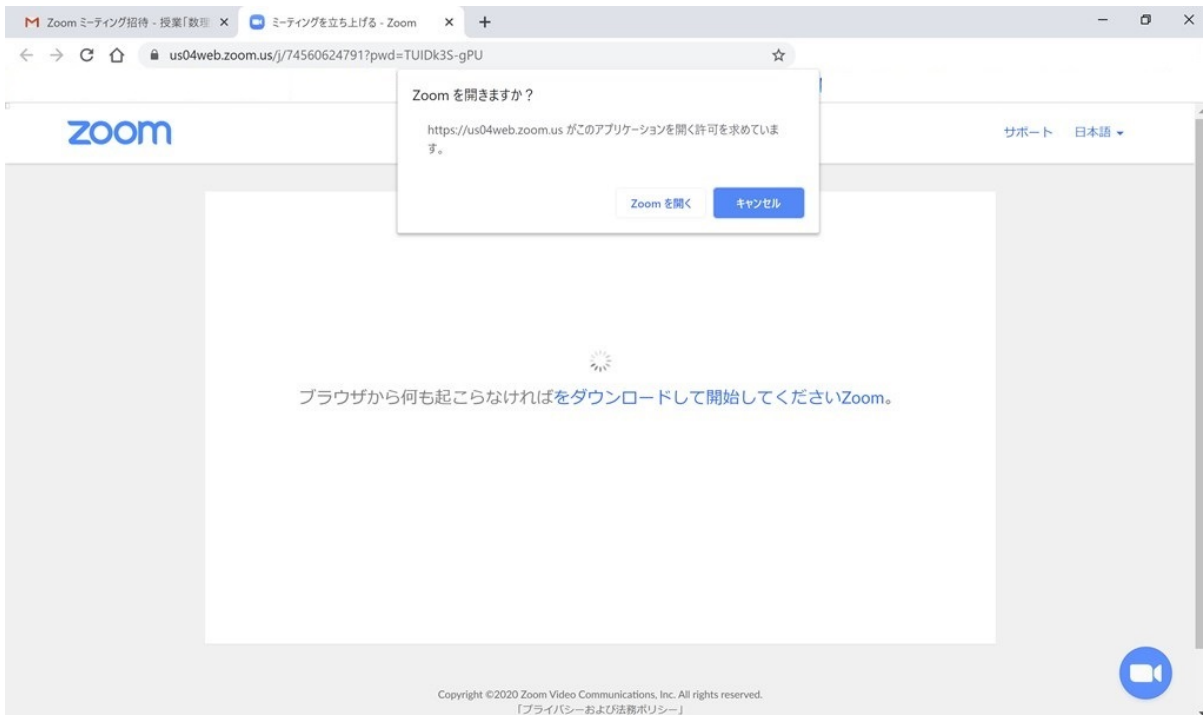 Zoom ミーティング招待 - 授業「数理
ミーティングを立ち上げる - Zoom
us04web.zoom.us/j/74560624791?pwd=TUIDk3S-gPU
Zoom を開きますか？
https://us04web.zoom.us がこのアプリケーションを開く許可を求めていま
す。
Zoom を開く キャンセル
zoom
サポート 日本語
ブラウザから何も起こらなければをダウンロードして開始してくださいZoom。
Copyright ©2020 Zoom Video Communications, Inc. All rights reserved.
「プライバシーおよび法務ポリシー」